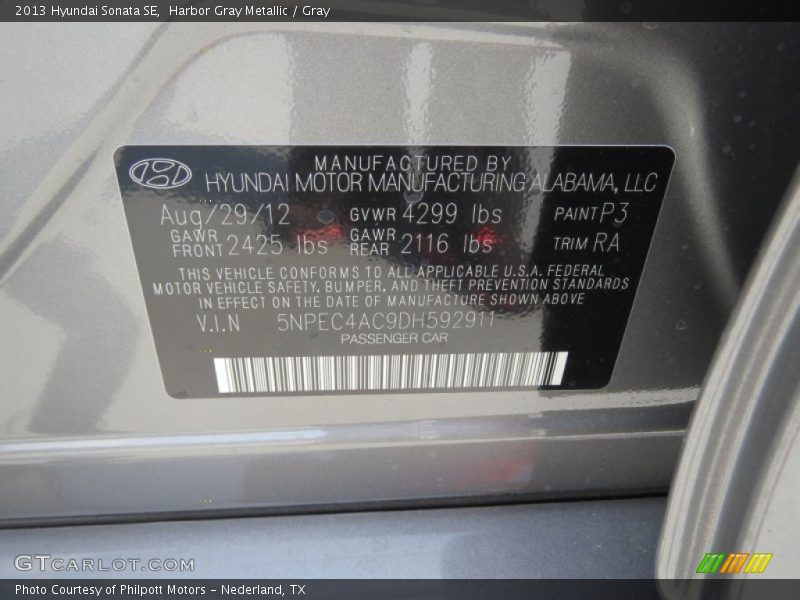 2013 Hyundai Sonata SE, Harbor Gray Metallic / Gray
MANUFACTURED BY
HYUNDAI MOTOR MANUFACTURING ALABAMA, LLC
Aug/29/12 GVWR 4299 lbs PAINT P3
GAWR FRONT 2425 lbs GAWR REAR 2116 lbs TRIM RA
THIS VEHICLE CONFORMS TO ALL APPLICABLE U.S.A. FEDERAL
MOTOR VEHICLE SAFETY, BUMPER, AND THEFT PREVENTION STANDARDS
IN EFFECT ON THE DATE OF MANUFACTURE SHOWN ABOVE
V.I.N 5NPEC4AC9DH592911
PASSENGER CAR
GTCARLOT.COM
Photo Courtesy of Philpott Motors - Nederland, TX